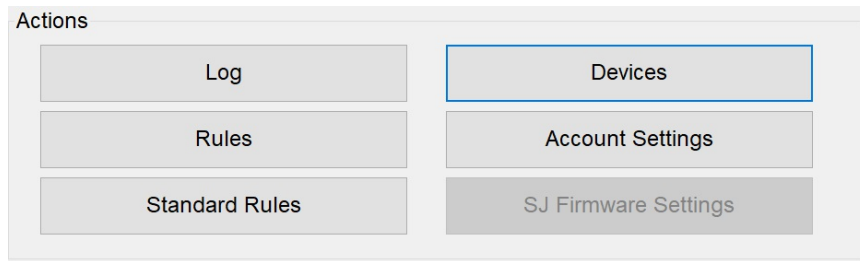 Actions
Log
Devices
Rules
Account Settings
Standard Rules
SJ Firmware Settings